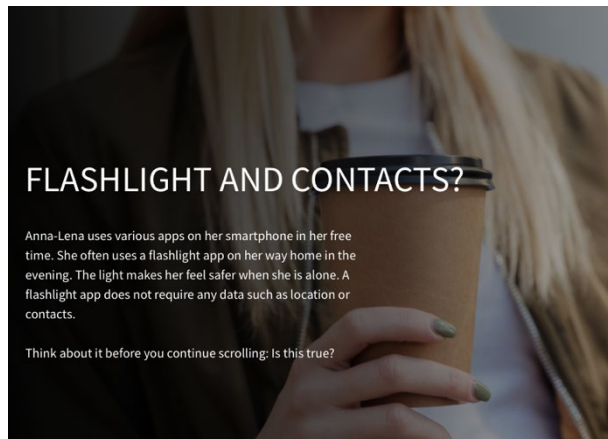 FLASHLIGHT AND CONTACTS?
Anna-Lena uses various apps on her smartphone in her free
time. She often uses a flashlight app on her way home in the
evening. The light makes her feel safer when she is alone. A
flashlight app does not require any data such as location or
contacts.
Think about it before you continue scrolling: Is this true?